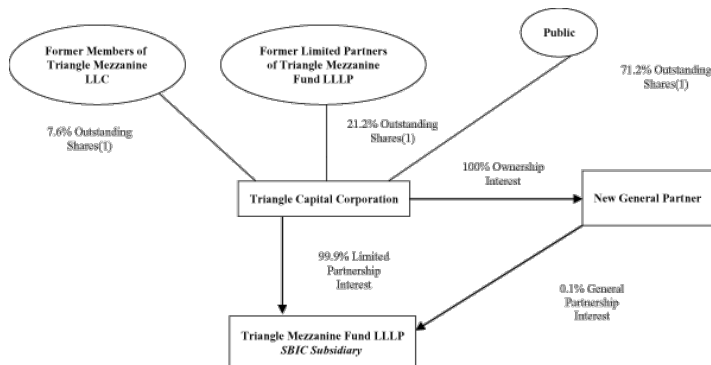 Public
Former Members of
Triangle Mezzanine
LLC
Former Limited Partners
of Triangle Mezzanine
Fund LLLP
71.2% Outstanding
Shares(1)
7.6% Outstanding
Shares(1)
21.2% Outstanding
Shares(1)
100% Ownership
Interest
Triangle Capital Corporation
New General Partner
99.9% Limited
Partnership
Interest
0.1% General
Partnership
Interest
Triangle Mezzanine Fund LLLP
SBIC Subsidiary